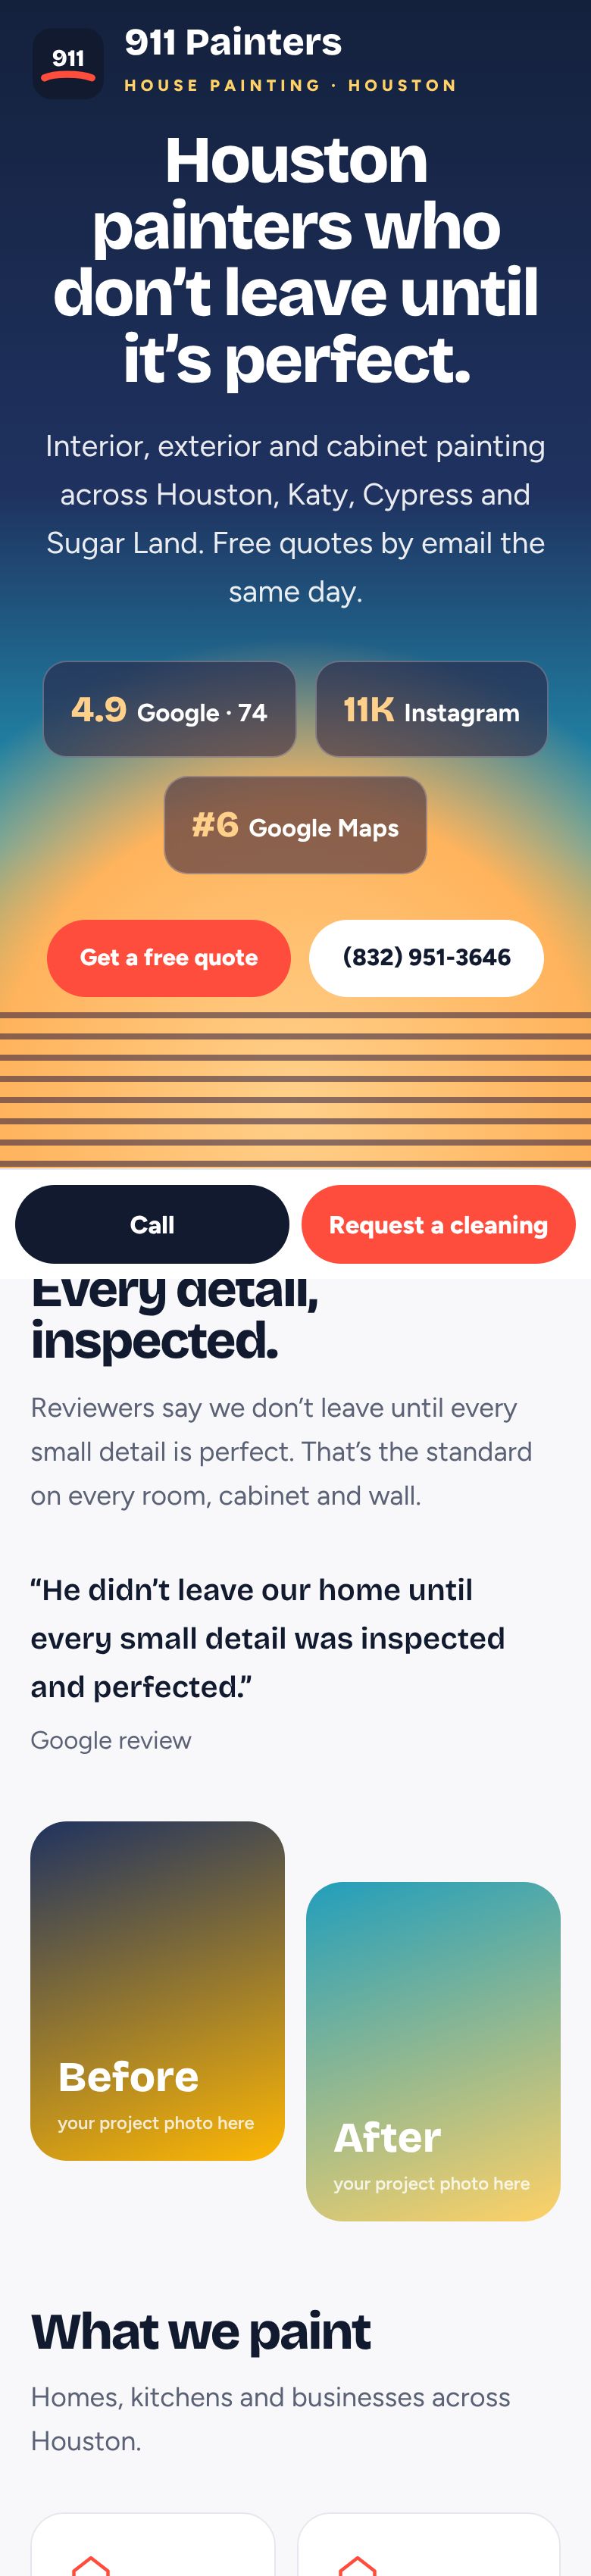 911
911 Painters
HOUSE PAINTING · HOUSTON
Houston
painters who
don’t leave until
it’s perfect.
Interior, exterior and cabinet painting
across Houston, Katy, Cypress and
Sugar Land. Free quotes by email the
same day.
4.9 Google · 74
11K Instagram
#6 Google Maps
Get a free quote
(832) 951-3646
Call
Request a cleaning
Every detail,
inspected.
Reviewers say we don’t leave until every
small detail is perfect. That’s the standard
on every room, cabinet and wall.
“He didn’t leave our home until
every small detail was inspected
and perfected.”
Google review
Before
your project photo here
After
your project photo here
What we paint
Homes, kitchens and businesses across
Houston.